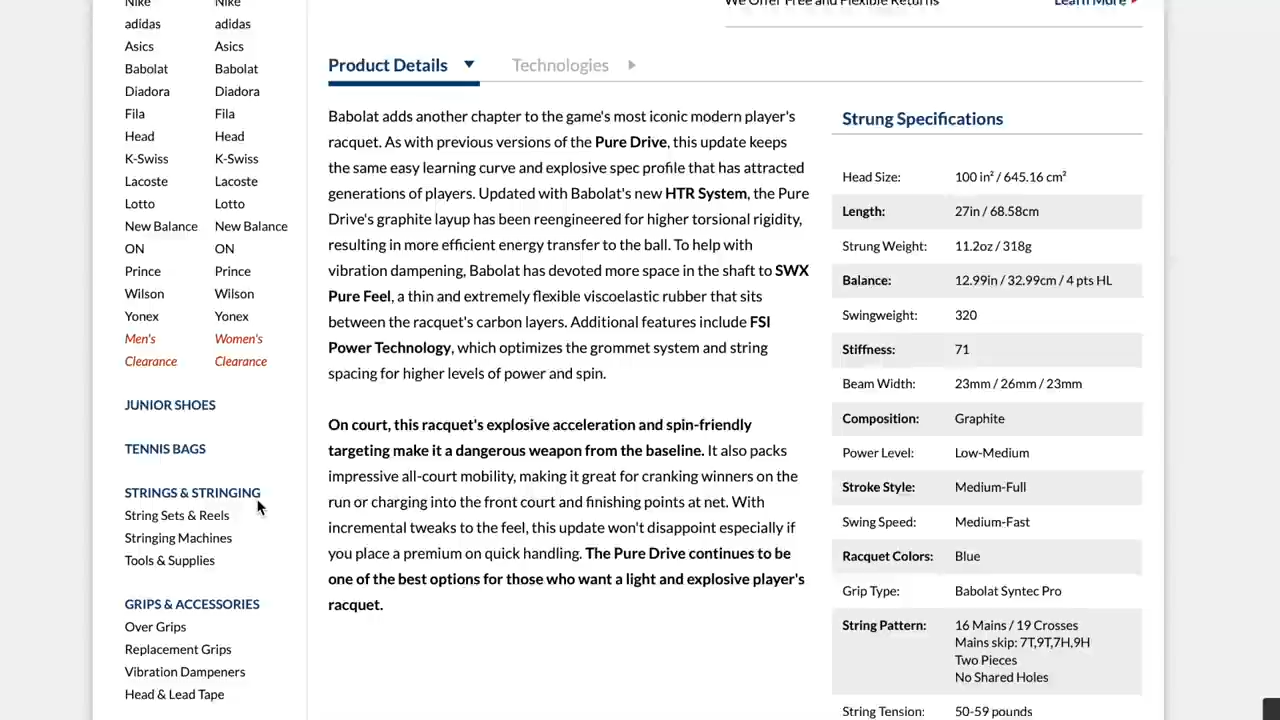 Nike Nike
adidas adidas
Asics Asics
Babolat Babolat
Diadora Diadora
Fila Fila
Head Head
K-Swiss K-Swiss
Lacoste Lacoste
Lotto Lotto
New Balance New Balance
ON ON
Prince Prince
Wilson Wilson
Yonex Yonex
Men's Women's
Clearance Clearance
JUNIOR SHOES
TENNIS BAGS
STRINGS & STRINGING
String Sets & Reels
Stringing Machines
Tools & Supplies
GRIPS & ACCESSORIES
Over Grips
Replacement Grips
Vibration Dampeners
Head & Lead Tape
We Offer Free and Flexible Returns Learn More
Product Details Technologies
Babolat adds another chapter to the game's most iconic modern player's
racquet. As with previous versions of the Pure Drive, this update keeps
the same easy learning curve and explosive spec profile that has attracted
generations of players. Updated with Babolat's new HTR System, the Pure
Drive's graphite layup has been reengineered for higher torsional rigidity,
resulting in more efficient energy transfer to the ball. To help with
vibration dampening, Babolat has devoted more space in the shaft to SWX
Pure Feel, a thin and extremely flexible viscoelastic rubber that sits
between the racquet's carbon layers. Additional features include FSI
Power Technology, which optimizes the grommet system and string
spacing for higher levels of power and spin.
On court, this racquet's explosive acceleration and spin-friendly
targeting make it a dangerous weapon from the baseline. It also packs
impressive all-court mobility, making it great for cranking winners on the
run or charging into the front court and finishing points at net. With
incremental tweaks to the feel, this update won't disappoint especially if
you place a premium on quick handling. The Pure Drive continues to be
one of the best options for those who want a light and explosive player's
racquet.
Strung Specifications
Head Size: 100 in² / 645.16 cm²
Length: 27in / 68.58cm
Strung Weight: 11.2oz / 318g
Balance: 12.99in / 32.99cm / 4 pts HL
Swingweight: 320
Stiffness: 71
Beam Width: 23mm / 26mm / 23mm
Composition: Graphite
Power Level: Low-Medium
Stroke Style: Medium-Full
Swing Speed: Medium-Fast
Racquet Colors: Blue
Grip Type: Babolat Syntec Pro
String Pattern: 16 Mains / 19 Crosses
Mains skip: 7T,9T,7H,9H
Two Pieces
No Shared Holes
String Tension: 50-59 pounds